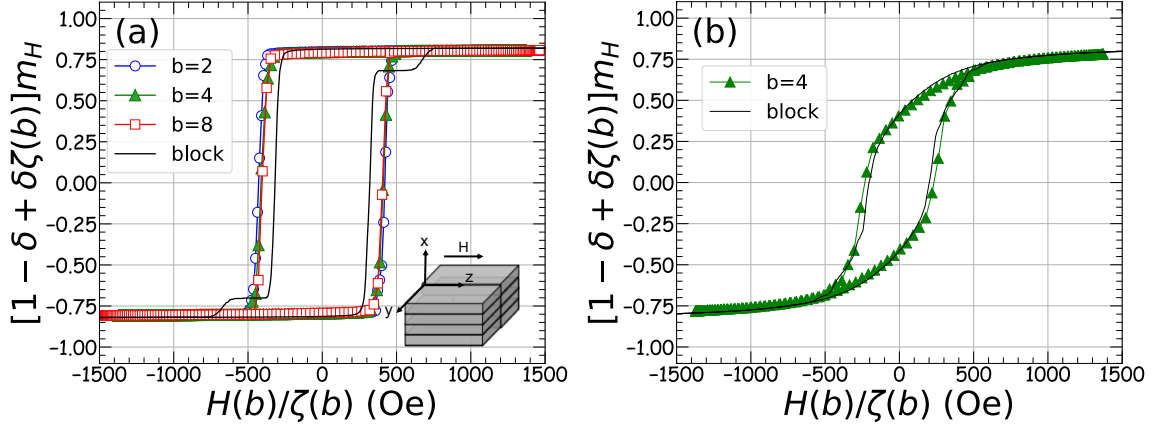 (a)
[1 − δ + δζ(b)]m_H
1.00
0.75
0.50
0.25
0.00
−0.25
−0.50
−0.75
−1.00
b=2
b=4
b=8
block
x
H
z
y
−1500 −1000 −500 0 500 1000 1500
H(b)/ζ(b) (Oe)
(b)
[1 − δ + δζ(b)]m_H
1.00
0.75
0.50
0.25
0.00
−0.25
−0.50
−0.75
−1.00
b=4
block
−1500 −1000 −500 0 500 1000 1500
H(b)/ζ(b) (Oe)